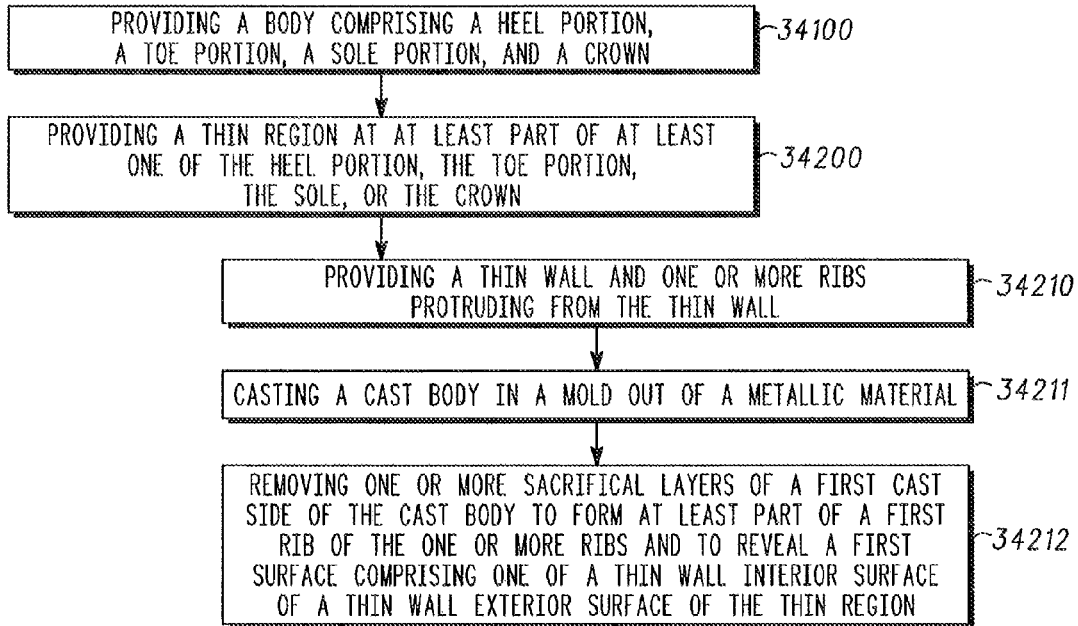 PROVIDING A BODY COMPRISING A HEEL PORTION,
A TOE PORTION, A SOLE PORTION, AND A CROWN
34100
PROVIDING A THIN REGION AT AT LEAST PART OF AT LEAST
ONE OF THE HEEL PORTION, THE TOE PORTION,
THE SOLE, OR THE CROWN
34200
PROVIDING A THIN WALL AND ONE OR MORE RIBS
PROTRUDING FROM THE THIN WALL
34210
CASTING A CAST BODY IN A MOLD OUT OF A METALLIC MATERIAL
34211
REMOVING ONE OR MORE SACRIFICAL LAYERS OF A FIRST CAST
SIDE OF THE CAST BODY TO FORM AT LEAST PART OF A FIRST
RIB OF THE ONE OR MORE RIBS AND TO REVEAL A FIRST
SURFACE COMPRISING ONE OF A THIN WALL INTERIOR SURFACE
OF A THIN WALL EXTERIOR SURFACE OF THE THIN REGION
34212